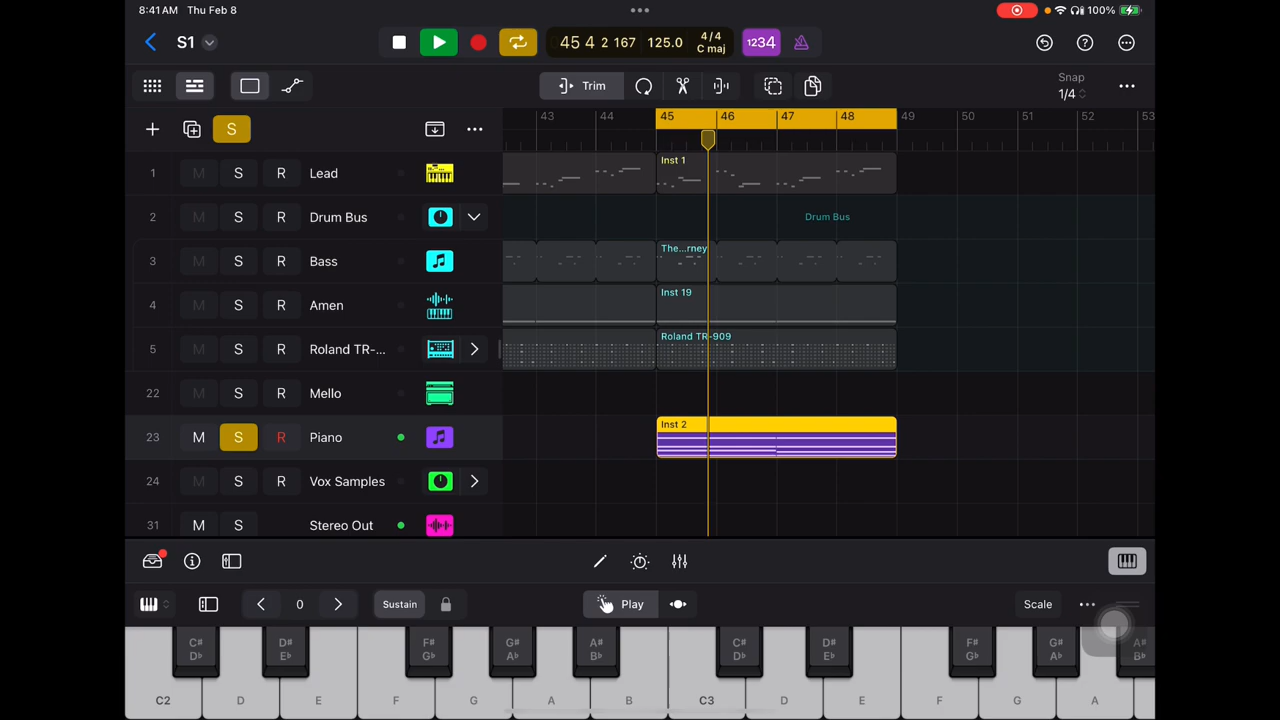 8:41 AM Thu Feb 8
100%
S1
45 4 2 167 125.0 4/4 C maj
1234
Trim
Snap
1/4
S
43 44 45 46 47 48 49 50 51 52 53
1 M S R Lead
Inst 1
2 M S R Drum Bus
Drum Bus
3 M S R Bass
The...rney
4 M S R Amen
Inst 19
5 M S R Roland TR-...
Roland TR-909
22 M S R Mello
23 M S R Piano
Inst 2
24 M S R Vox Samples
31 M S Stereo Out
0 Sustain Play Scale
C# D# F# G# A# C# D# F# G# A#
D♭ E♭ G♭ A♭ B♭ D♭ E♭ G♭ A♭ B♭
C2 D E F G A B C3 D E F G A